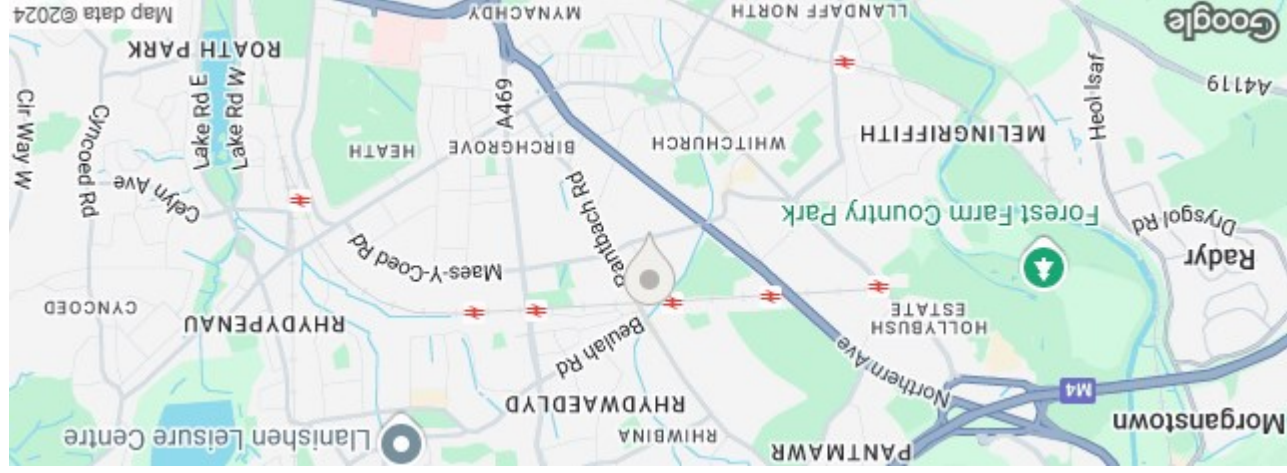 Morganstown
M4
PANTMAWR
RHIWBINA
Llanishen Leisure Centre
RHYDWAEDLYD
Northern Ave
Beulah Rd
HOLLYBUSH
ESTATE
RHYDYPENAU
CYNCOED
Radyr
Drysgol Rd
Forest Farm Country Park
Pantbach Rd
Maes-Y-Coed Rd
Celyn Ave
Cyncoed Rd
Clr Way W
Heol Isaf
MELINGRIFFITH
WHITCHURCH
BIRCHGROVE
HEATH
A469
Lake Rd W
Lake Rd E
A4119
LLANDAFF NORTH
MYNACHDY
ROATH PARK
Google
Map data ©2024